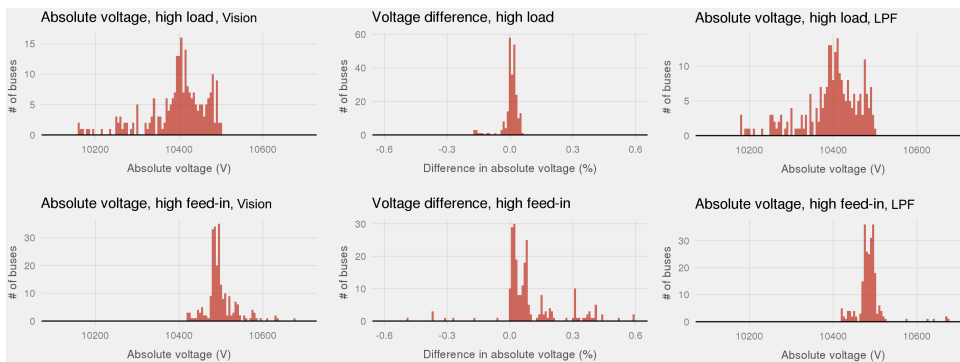 Absolute voltage, high load, Vision
# of buses
15
10
5
0
10200 10400 10600
Absolute voltage (V)
Voltage difference, high load
# of buses
60
40
20
0
-0.6 -0.3 0.0 0.3 0.6
Difference in absolute voltage (%)
Absolute voltage, high load, LPF
# of buses
10
5
0
10200 10400 10600
Absolute voltage (V)
Absolute voltage, high feed-in, Vision
# of buses
30
20
10
0
10200 10400 10600
Absolute voltage (V)
Voltage difference, high feed-in
# of buses
30
20
10
0
-0.6 -0.3 0.0 0.3 0.6
Difference in absolute voltage (%)
Absolute voltage, high feed-in, LPF
# of buses
30
20
10
0
10200 10400 10600
Absolute voltage (V)